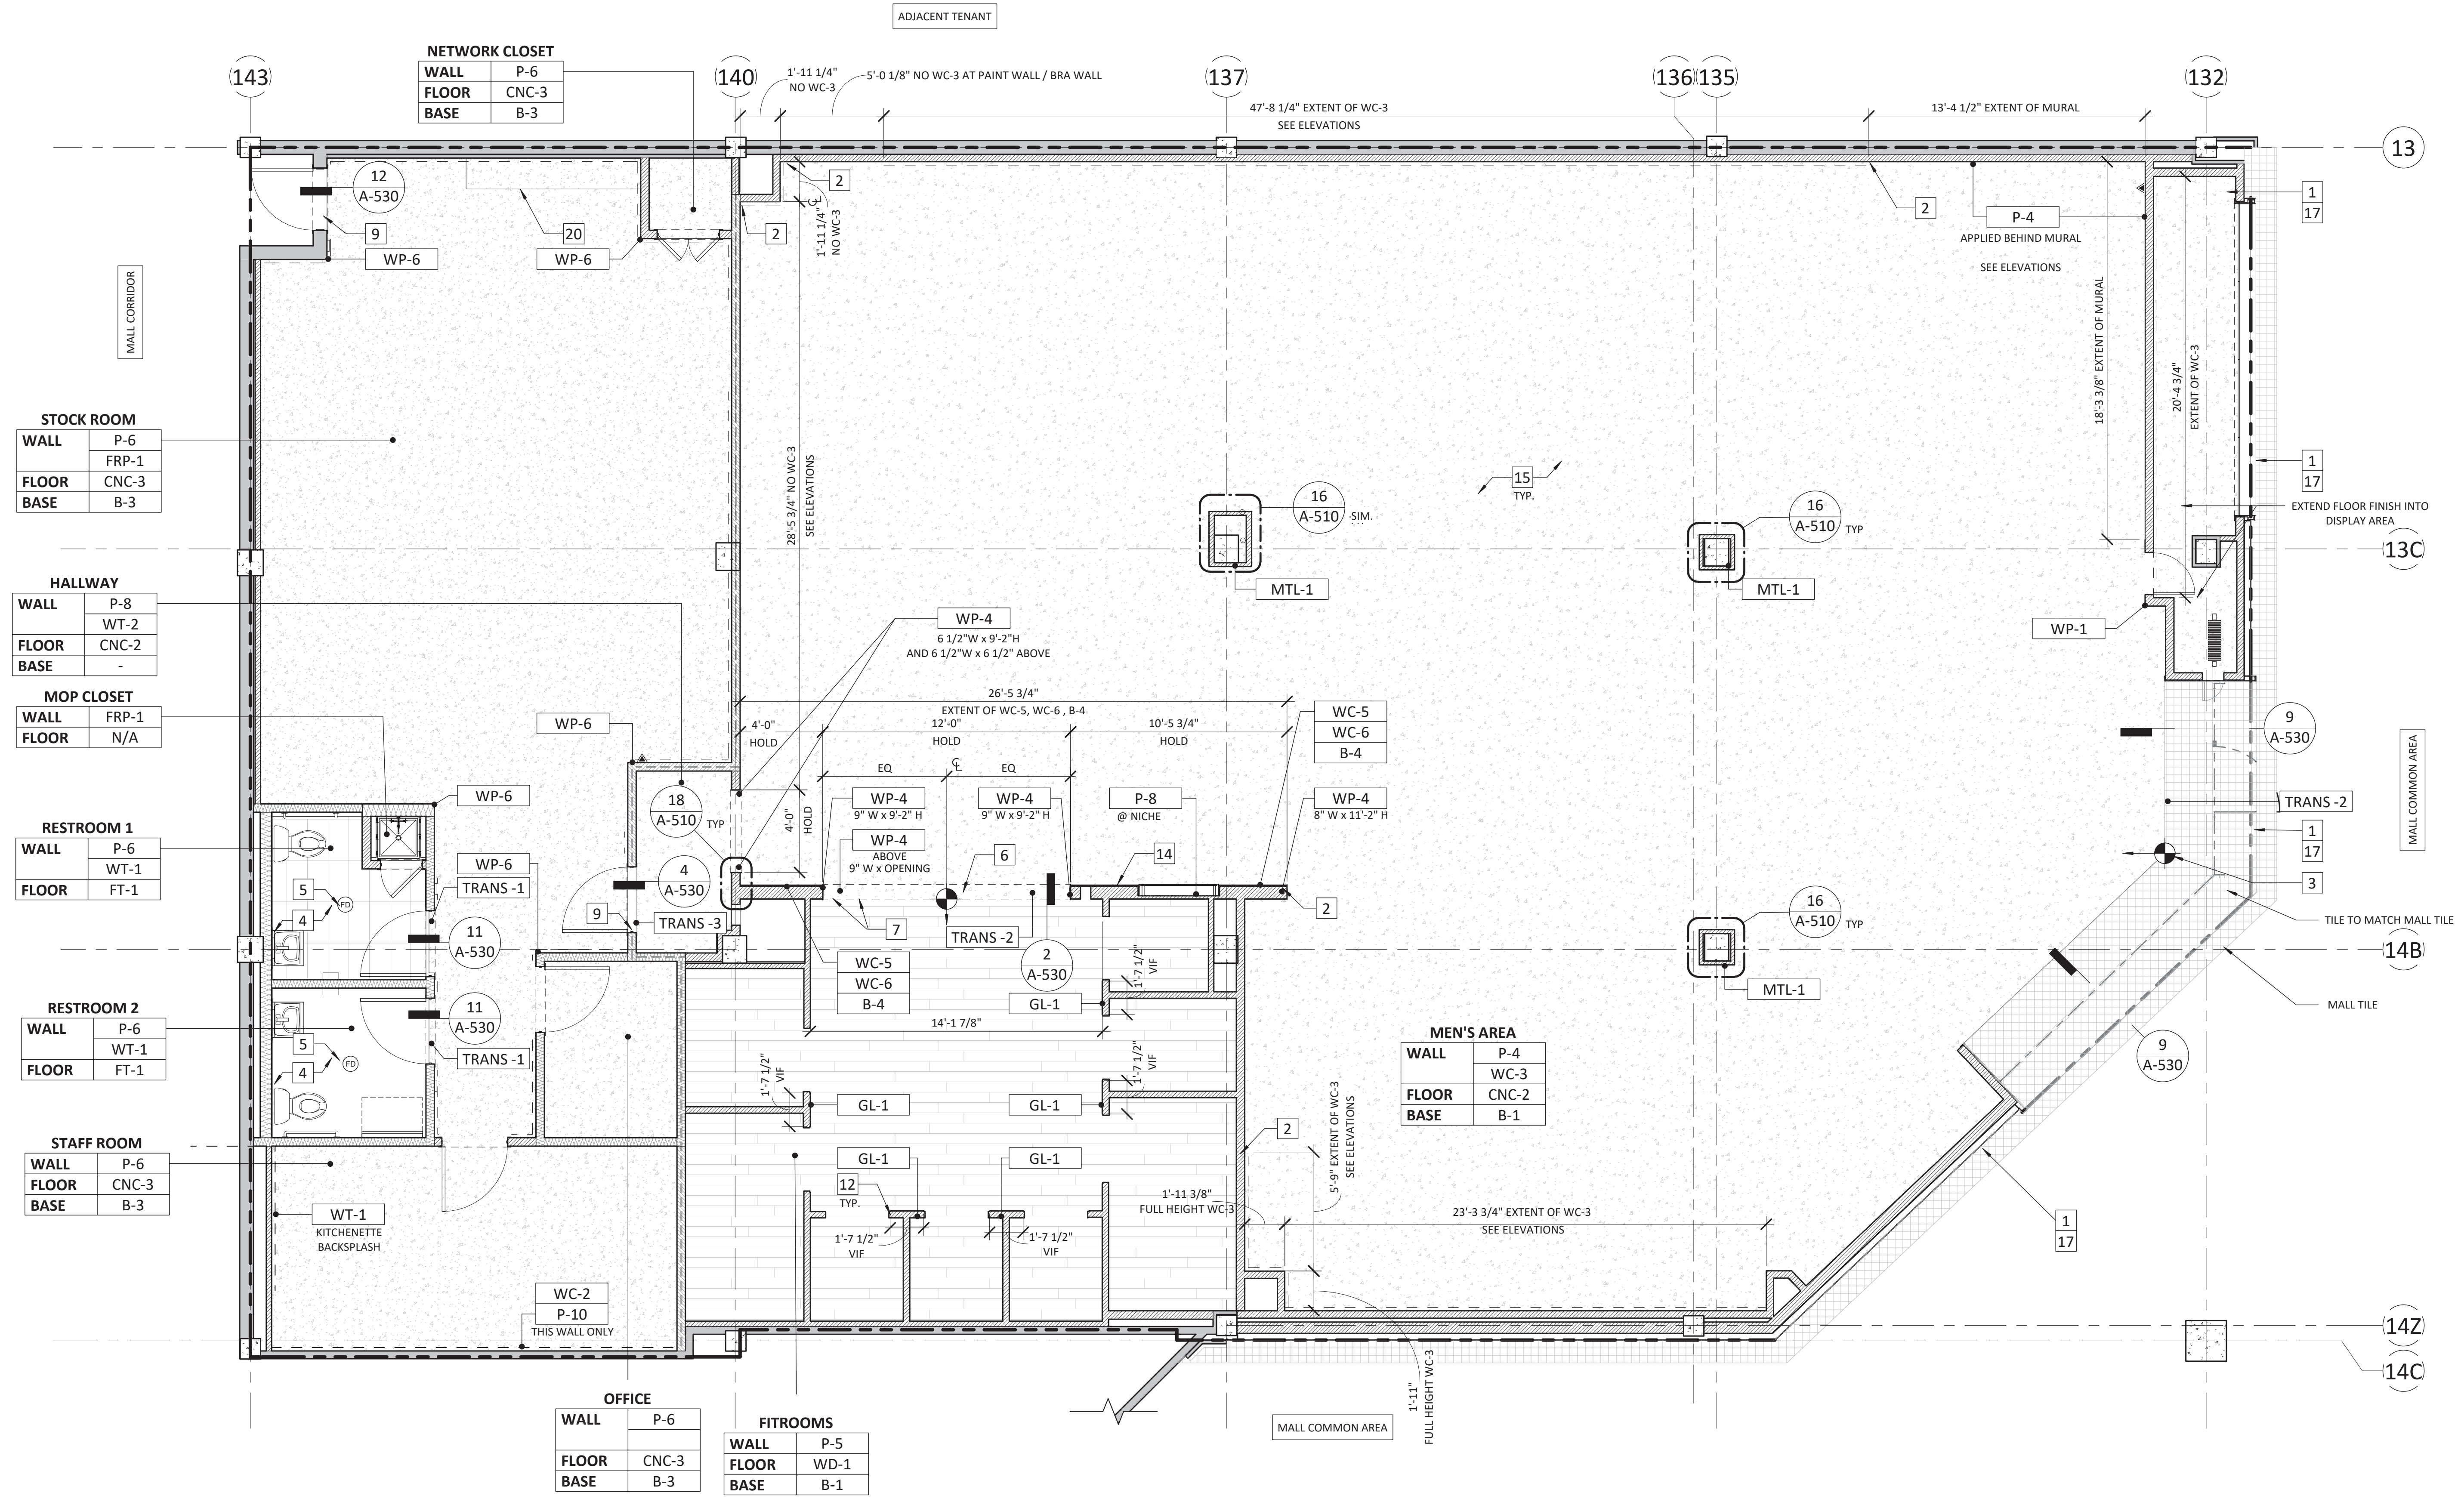 ADJACENT TENANT
NETWORK CLOSET
WALL P-6
FLOOR CNC-3
BASE B-3
143
140
137
136
135
132
1'-11 1/4"
NO WC-3
5'-0 1/8" NO WC-3 AT PAINT WALL / BRA WALL
47'-8 1/4" EXTENT OF WC-3
SEE ELEVATIONS
13'-4 1/2" EXTENT OF MURAL
13
12
A-530
9
WP-6
20
WP-6
2
2
1'-11 1/4"
NO WC-3
2
P-4
APPLIED BEHIND MURAL
SEE ELEVATIONS
1
17
MALL CORRIDOR
18'-3 3/8" EXTENT OF MURAL
20'-4 3/4"
EXTENT OF WC-3
STOCK ROOM
WALL P-6
FRP-1
FLOOR CNC-3
BASE B-3
28'-5 3/4" NO WC-3
SEE ELEVATIONS
15
TYP.
1
17
16
A-510
SIM.
16
A-510
TYP
EXTEND FLOOR FINISH INTO
DISPLAY AREA
13C
MTL-1
MTL-1
HALLWAY
WALL P-8
WT-2
FLOOR CNC-2
BASE -
WP-4
6 1/2"W x 9'-2"H
AND 6 1/2"W x 6 1/2" ABOVE
WP-1
MOP CLOSET
WALL FRP-1
FLOOR N/A
WP-6
26'-5 3/4"
EXTENT OF WC-5, WC-6 , B-4
4'-0"
HOLD
12'-0"
HOLD
10'-5 3/4"
HOLD
WC-5
WC-6
B-4
9
A-530
MALL COMMON AREA
EQ
CL
EQ
WP-6
18
A-510
TYP
4'-0"
HOLD
WP-4
9" W x 9'-2" H
WP-4
9" W x 9'-2" H
P-8
@ NICHE
WP-4
8" W x 11'-2" H
TRANS -2
RESTROOM 1
WALL P-6
WT-1
FLOOR FT-1
WP-4
ABOVE
9" W x OPENING
6
14
1
17
WP-6
4
A-530
3
5
FD
TRANS -1
4
9
TRANS -3
7
TRANS -2
2
16
A-510
TYP
TILE TO MATCH MALL TILE
11
A-530
2
A-530
14B
WC-5
WC-6
B-4
1'-7 1/2"
VIF
GL-1
MTL-1
MALL TILE
RESTROOM 2
WALL P-6
WT-1
FLOOR FT-1
11
A-530
14'-1 7/8"
5
FD
4
TRANS -1
MEN'S AREA
WALL P-4
WC-3
FLOOR CNC-2
BASE B-1
9
A-530
1'-7 1/2"
VIF
1'-7 1/2"
VIF
GL-1
GL-1
STAFF ROOM
WALL P-6
FLOOR CNC-3
BASE B-3
2
5'-9" EXTENT OF WC-3
SEE ELEVATIONS
GL-1
GL-1
12
TYP.
WT-1
KITCHENETTE
BACKSPLASH
1'-11 3/8"
FULL HEIGHT WC-3
23'-3 3/4" EXTENT OF WC-3
SEE ELEVATIONS
1
17
1'-7 1/2"
VIF
1'-7 1/2"
VIF
WC-2
P-10
THIS WALL ONLY
14Z
14C
1'-11"
FULL HEIGHT WC-3
OFFICE
WALL P-6
FLOOR CNC-3
BASE B-3
FITROOMS
WALL P-5
FLOOR WD-1
BASE B-1
MALL COMMON AREA